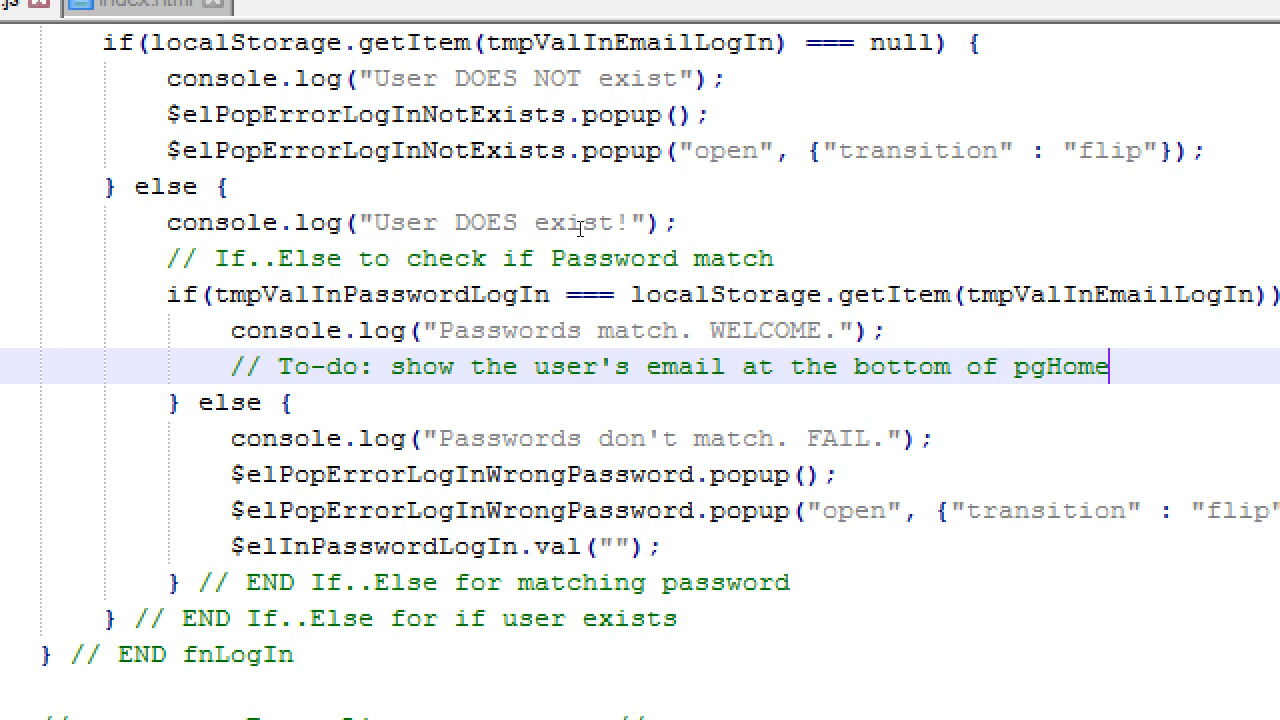 .js index.html
if(localStorage.getItem(tmpValInEmailLogIn) === null) {
console.log("User DOES NOT exist");
$elPopErrorLogInNotExists.popup();
$elPopErrorLogInNotExists.popup("open", {"transition" : "flip"});
} else {
console.log("User DOES exist!");
// If..Else to check if Password match
if(tmpValInPasswordLogIn === localStorage.getItem(tmpValInEmailLogIn))
console.log("Passwords match. WELCOME.");
// To-do: show the user's email at the bottom of pgHome
} else {
console.log("Passwords don't match. FAIL.");
$elPopErrorLogInWrongPassword.popup();
$elPopErrorLogInWrongPassword.popup("open", {"transition" : "flip"
$elInPasswordLogIn.val("");
} // END If..Else for matching password
} // END If..Else for if user exists
} // END fnLogIn